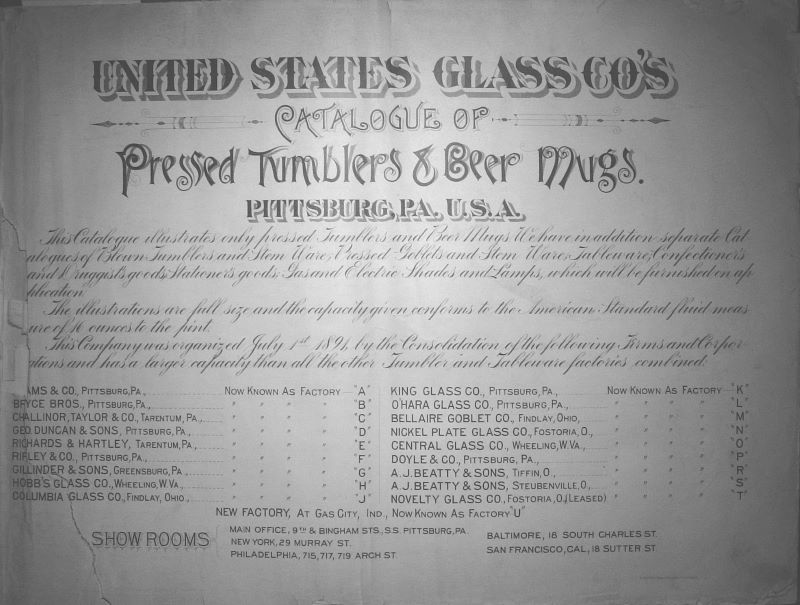 UNITED STATES GLASS CO'S
CATALOGUE OF
Pressed Tumblers & Beer Mugs.
PITTSBURG, PA. U.S.A.
This Catalogue illustrates only pressed Tumblers and Beer Mugs. We have in addition separate Cat
alogues of Blown Tumblers and Stem Ware, Pressed Goblets and Stem Ware, Tableware, Confectioner's
and Druggists goods, Stationer's goods, Gas and Electric Shades and Lamps, which will be furnished on ap
plication.
The illustrations are full size and the capacity given conforms to the American Standard fluid meas
ure of 16 ounces to the pint.
This Company was organized July 1st 1891, by the Consolidation of the following Firms and Corpor
ations and has a larger capacity than all the other Tumbler and Tableware factories combined.
AMS & CO., PITTSBURG, PA., NOW KNOWN AS FACTORY "A"
BRYCE BROS., PITTSBURG, PA., " " " " "B"
CHALLINOR, TAYLOR & CO., TARENTUM, PA., " " " " "C"
GEO DUNCAN & SONS, PITTSBURG, PA., " " " " "D"
RICHARDS & HARTLEY, TARENTUM, PA., " " " " "E"
RIPLEY & CO., PITTSBURG, PA., " " " " "F"
GILLINDER & SONS, GREENSBURG, PA., " " " " "G"
HOBB'S GLASS CO., WHEELING, W. VA., " " " " "H"
COLUMBIA GLASS CO., FINDLAY, OHIO., " " " " "J"
KING GLASS CO., PITTSBURG, PA., NOW KNOWN AS FACTORY "K"
O'HARA GLASS CO., PITTSBURG, PA., " " " " "L"
BELLAIRE GOBLET CO., FINDLAY, OHIO, " " " " "M"
NICKEL PLATE GLASS CO., FOSTORIA, O., " " " " "N"
CENTRAL GLASS CO., WHEELING, W. VA., " " " " "O"
DOYLE & CO., PITTSBURG, PA., " " " " "P"
A.J. BEATTY & SONS, TIFFIN, O., " " " " "R"
A.J. BEATTY & SONS, STEUBENVILLE, O., " " " " "S"
NOVELTY GLASS CO., FOSTORIA, O., (LEASED) " " " " "T"
NEW FACTORY, AT GAS CITY, IND., NOW KNOWN AS FACTORY "U"
SHOW ROOMS
MAIN OFFICE, 9TH & BINGHAM STS., S.S. PITTSBURG, PA.
NEW YORK, 29 MURRAY ST.
PHILADELPHIA, 715, 717, 719 ARCH ST.
BALTIMORE, 18 SOUTH CHARLES ST.
SAN FRANCISCO, CAL, 18 SUTTER ST.